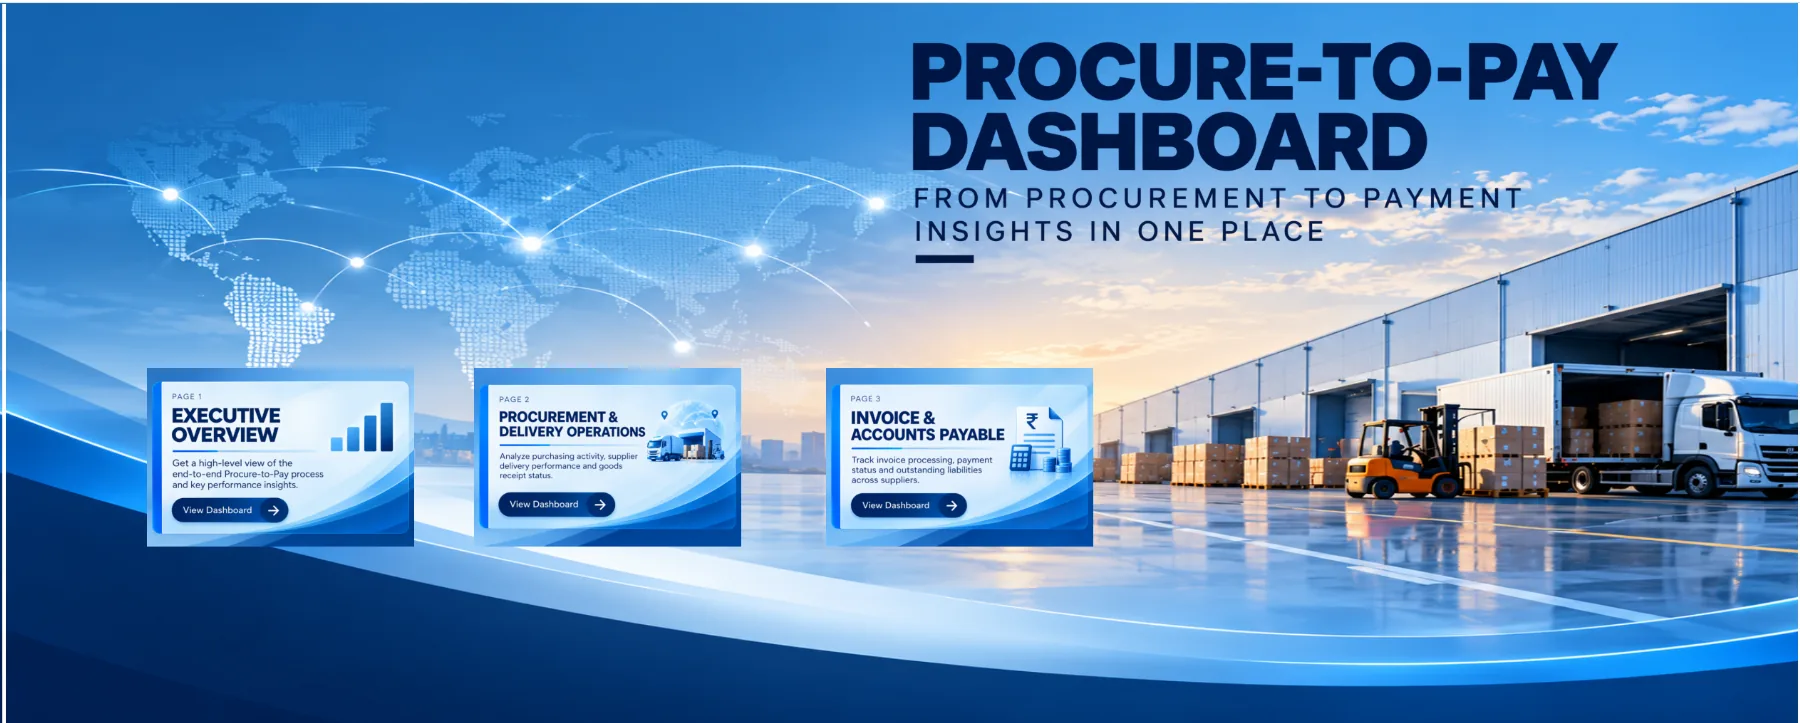 PROCURE-TO-PAY
DASHBOARD
FROM PROCUREMENT TO PAYMENT
INSIGHTS IN ONE PLACE
PAGE 1
EXECUTIVE
OVERVIEW
Get a high-level view of the
end-to-end Procure-to-Pay process
and key performance insights.
View Dashboard
PAGE 2
PROCUREMENT &
DELIVERY OPERATIONS
Analyze purchasing activity, supplier
delivery performance and goods
receipt status.
View Dashboard
PAGE 3
INVOICE &
ACCOUNTS PAYABLE
₹
Track invoice processing, payment
status and outstanding liabilities
across suppliers.
View Dashboard